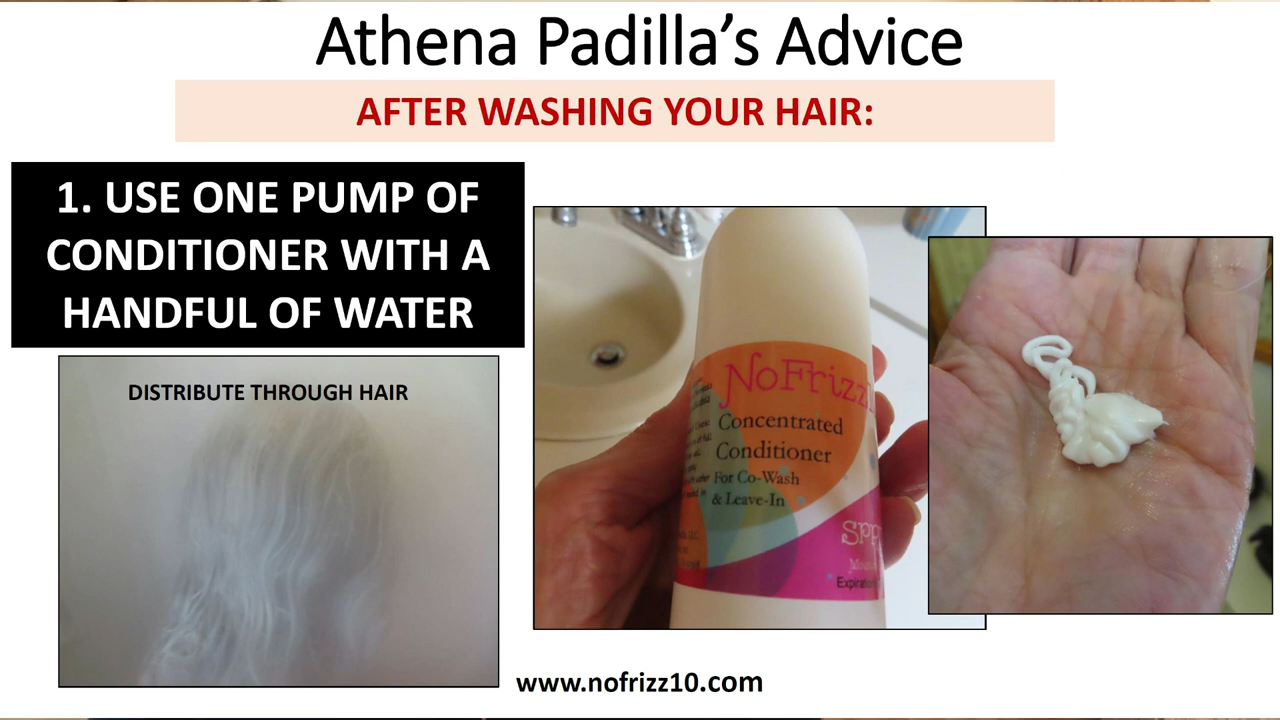 Athena Padilla's Advice
AFTER WASHING YOUR HAIR:
1. USE ONE PUMP OF
CONDITIONER WITH A
HANDFUL OF WATER
DISTRIBUTE THROUGH HAIR
NoFrizz
Concentrated
Conditioner
For Co-Wash
& Leave-In
www.nofrizz10.com